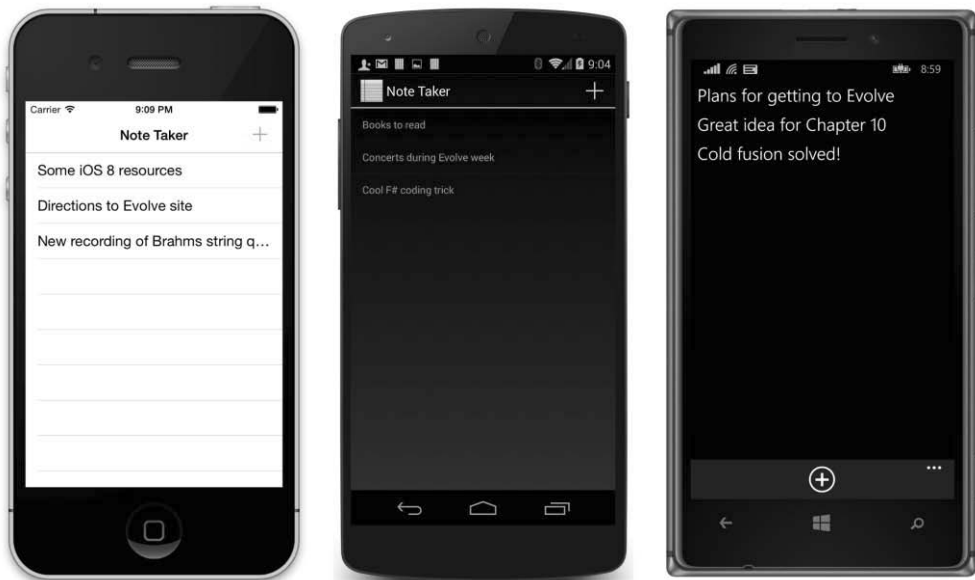 Carrier 9:09 PM
Note Taker
Some iOS 8 resources
Directions to Evolve site
New recording of Brahms string q...
9:04
Note Taker
Books to read
Concerts during Evolve week
Cool F# coding trick
8:59
Plans for getting to Evolve
Great idea for Chapter 10
Cold fusion solved!